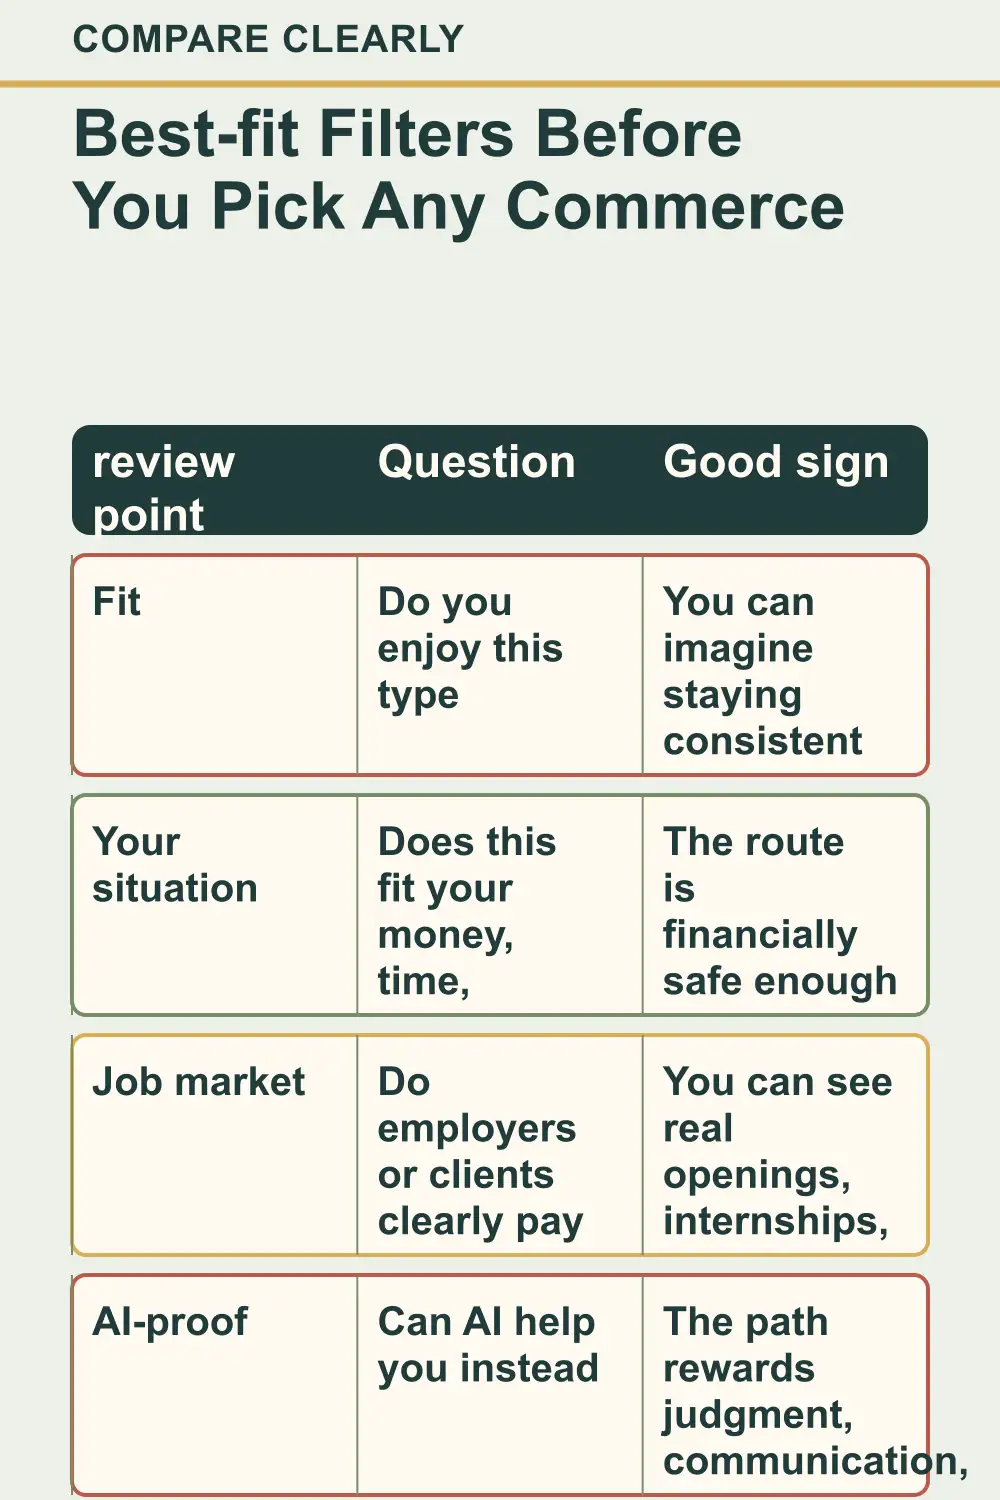 COMPARE CLEARLY
Best-fit Filters Before
You Pick Any Commerce
review
point
Question
Good sign
Fit
Do you
enjoy this
type
You can
imagine
staying
consistent
Your
situation
Does this
fit your
money,
time,
The route
is
financially
safe enough
Job market
Do
employers
or clients
clearly pay
You can see
real
openings,
internships,
AI-proof
Can AI help
you instead
The path
rewards
judgment,
communication,